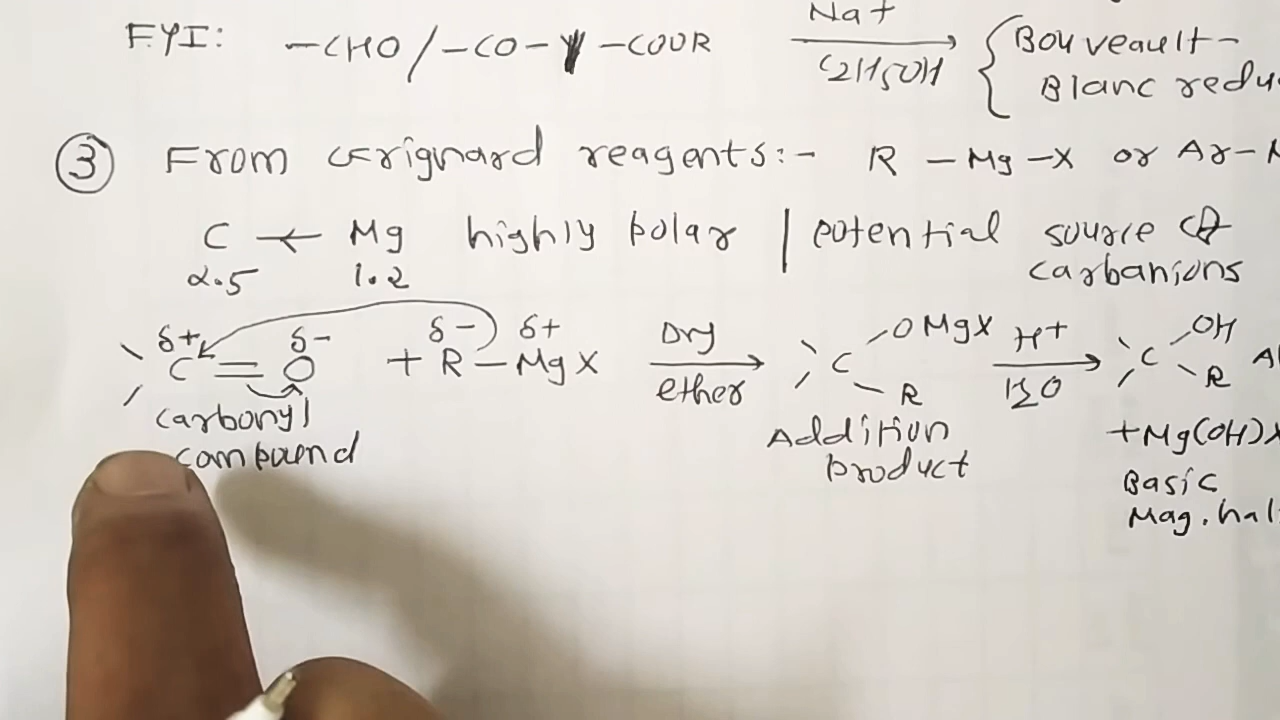 FYI: -CHO / -CO- -COOR Na+ C2H5OH { Bouveault-
Blanc redu
③ From Grignard reagents:- R-Mg-X or Ar-M
C ← Mg highly polar | potential source of
2.5 1.2 carbanions
δ+ δ- δ- δ+
C=O + R-MgX Dry ether → C OMgX R H+ H2O → C OH R Al
carbonyl
compound
Addition
product
+Mg(OH)X
Basic
Mag. hal